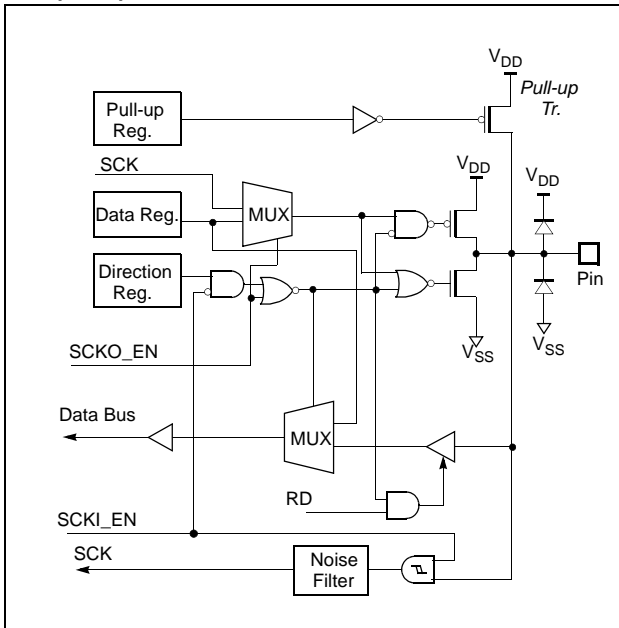 VDD
Pull-up
Tr.
Pull-up
Reg.
SCK
VDD
VDD
Data Reg.
MUX
Direction
Reg.
Pin
SCKO_EN
VSS
VSS
Data Bus
MUX
RD
SCKI_EN
SCK
Noise
Filter